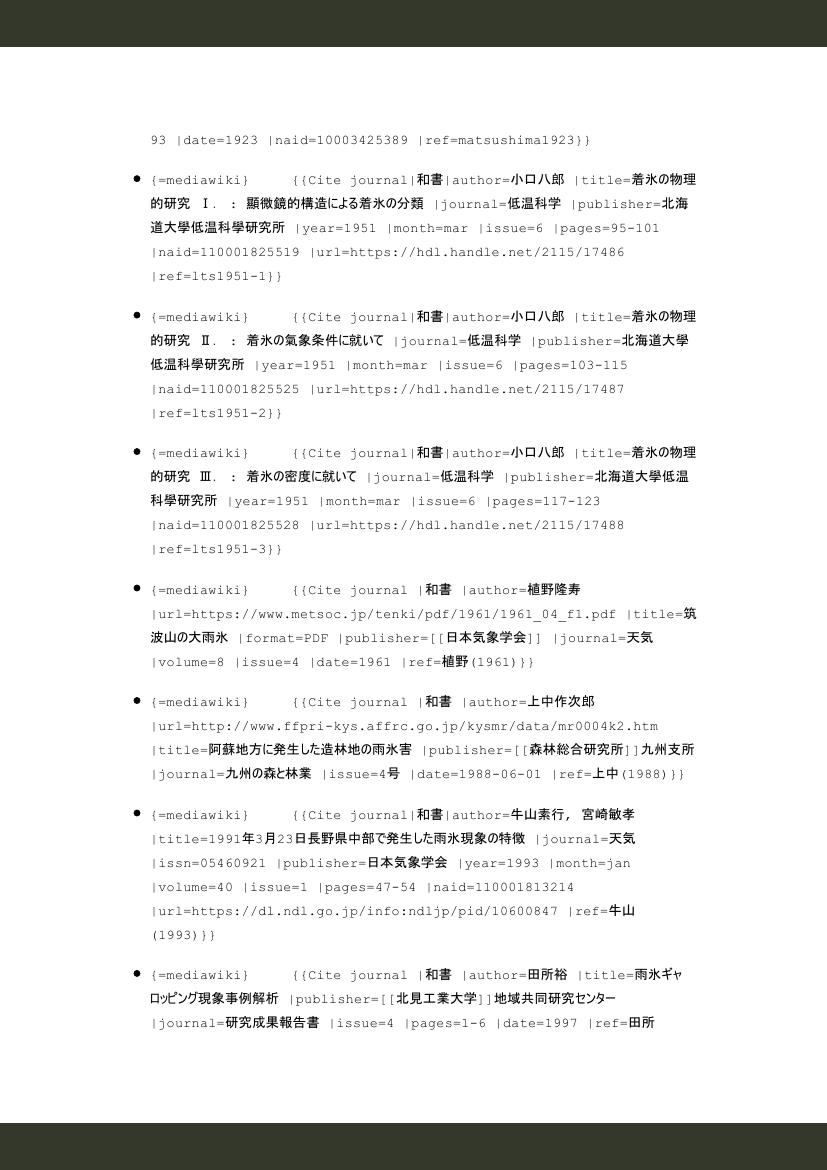 93 |date=1923 |naid=10003425389 |ref=matsushima1923}}
• {=mediawiki} {{Cite journal|和書|author=小口八郎 |title=着氷の物理
的研究 Ⅰ. : 顯微鏡的構造による着氷の分類 |journal=低温科学 |publisher=北海
道大學低温科學研究所 |year=1951 |month=mar |issue=6 |pages=95-101
|naid=110001825519 |url=https://hdl.handle.net/2115/17486
|ref=lts1951-1}}
• {=mediawiki} {{Cite journal|和書|author=小口八郎 |title=着氷の物理
的研究 Ⅱ. : 着氷の氣象条件に就いて |journal=低温科学 |publisher=北海道大學
低温科學研究所 |year=1951 |month=mar |issue=6 |pages=103-115
|naid=110001825525 |url=https://hdl.handle.net/2115/17487
|ref=lts1951-2}}
• {=mediawiki} {{Cite journal|和書|author=小口八郎 |title=着氷の物理
的研究 Ⅲ. : 着氷の密度に就いて |journal=低温科学 |publisher=北海道大學低温
科學研究所 |year=1951 |month=mar |issue=6 |pages=117-123
|naid=110001825528 |url=https://hdl.handle.net/2115/17488
|ref=lts1951-3}}
• {=mediawiki} {{Cite journal |和書 |author=植野隆寿
|url=https://www.metsoc.jp/tenki/pdf/1961/1961_04_f1.pdf |title=筑
波山の大雨氷 |format=PDF |publisher=[[日本気象学会]] |journal=天気
|volume=8 |issue=4 |date=1961 |ref=植野(1961)}}
• {=mediawiki} {{Cite journal |和書 |author=上中作次郎
|url=http://www.ffpri-kys.affrc.go.jp/kysmr/data/mr0004k2.htm
|title=阿蘇地方に発生した造林地の雨氷害 |publisher=[[森林総合研究所]]九州支所
|journal=九州の森と林業 |issue=4号 |date=1988-06-01 |ref=上中(1988)}}
• {=mediawiki} {{Cite journal|和書|author=牛山素行, 宮崎敏孝
|title=1991年3月23日長野県中部で発生した雨氷現象の特徴 |journal=天気
|issn=05460921 |publisher=日本気象学会 |year=1993 |month=jan
|volume=40 |issue=1 |pages=47-54 |naid=110001813214
|url=https://dl.ndl.go.jp/info:ndljp/pid/10600847 |ref=牛山
(1993)}}
• {=mediawiki} {{Cite journal |和書 |author=田所裕 |title=雨氷ギャ
ロッピング現象事例解析 |publisher=[[北見工業大学]]地域共同研究センター
|journal=研究成果報告書 |issue=4 |pages=1-6 |date=1997 |ref=田所